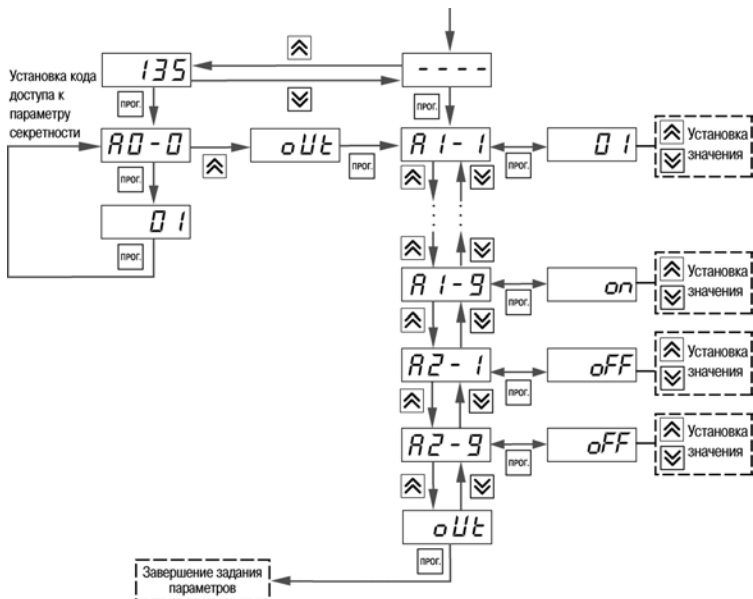 135
- - - -
Установка кода
доступа к
параметру
секретности
ПРОГ.
ПРОГ.
A0-0
oUt
A1-1
01
Установка
значения
ПРОГ.
ПРОГ.
ПРОГ.
01
ПРОГ.
A1-9
on
Установка
значения
ПРОГ.
A2-1
oFF
Установка
значения
ПРОГ.
A2-9
oFF
Установка
значения
ПРОГ.
oUt
ПРОГ.
Завершение задания
параметров